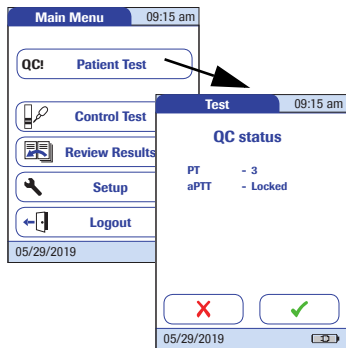 Main Menu 09:15 am
QC! Patient Test
Control Test
Review Results
Setup
Logout
05/29/2019
Test 09:15 am
QC status
PT - 3
aPTT - Locked
05/29/2019